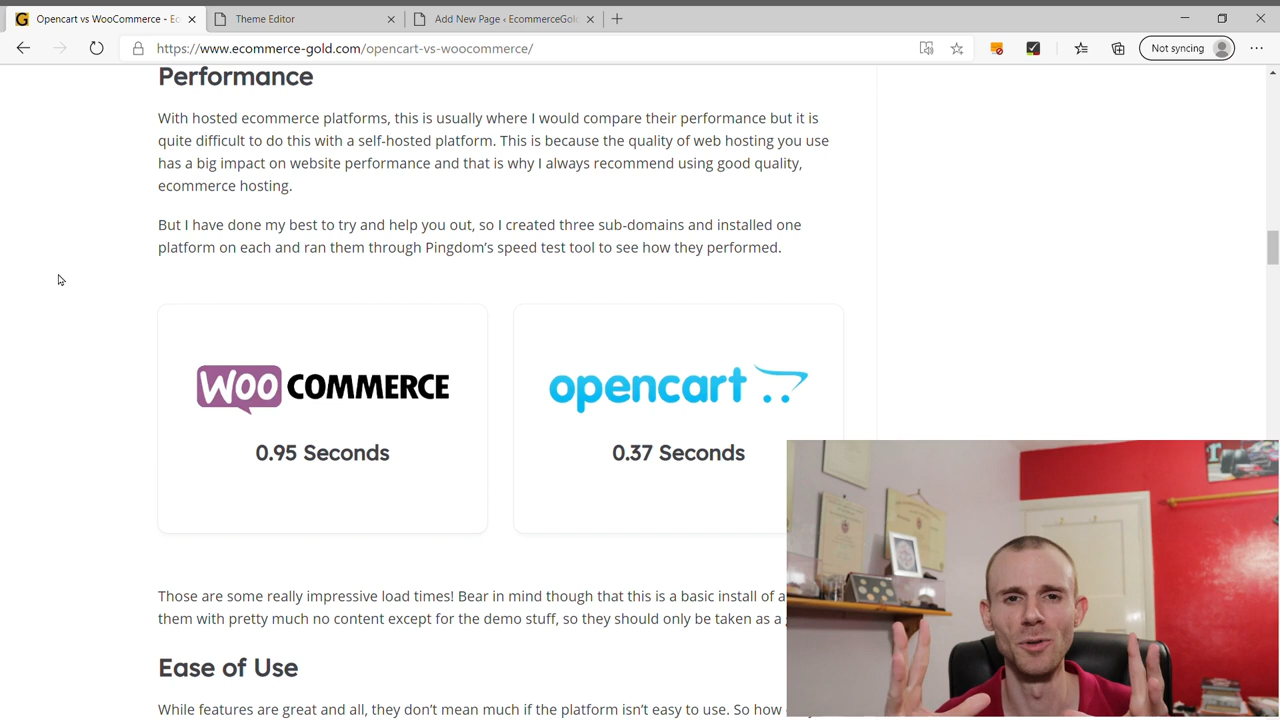 Opencart vs WooCommerce - Ec
Theme Editor
Add New Page ‹ EcommerceGol
https://www.ecommerce-gold.com/opencart-vs-woocommerce/
Not syncing
Performance
With hosted ecommerce platforms, this is usually where I would compare their performance but it is
quite difficult to do this with a self-hosted platform. This is because the quality of web hosting you use
has a big impact on website performance and that is why I always recommend using good quality,
ecommerce hosting.
But I have done my best to try and help you out, so I created three sub-domains and installed one
platform on each and ran them through Pingdom’s speed test tool to see how they performed.
WOO COMMERCE
opencart
0.95 Seconds
0.37 Seconds
Those are some really impressive load times! Bear in mind though that this is a basic install of a
them with pretty much no content except for the demo stuff, so they should only be taken as a
Ease of Use
While features are great and all, they don’t mean much if the platform isn’t easy to use. So how